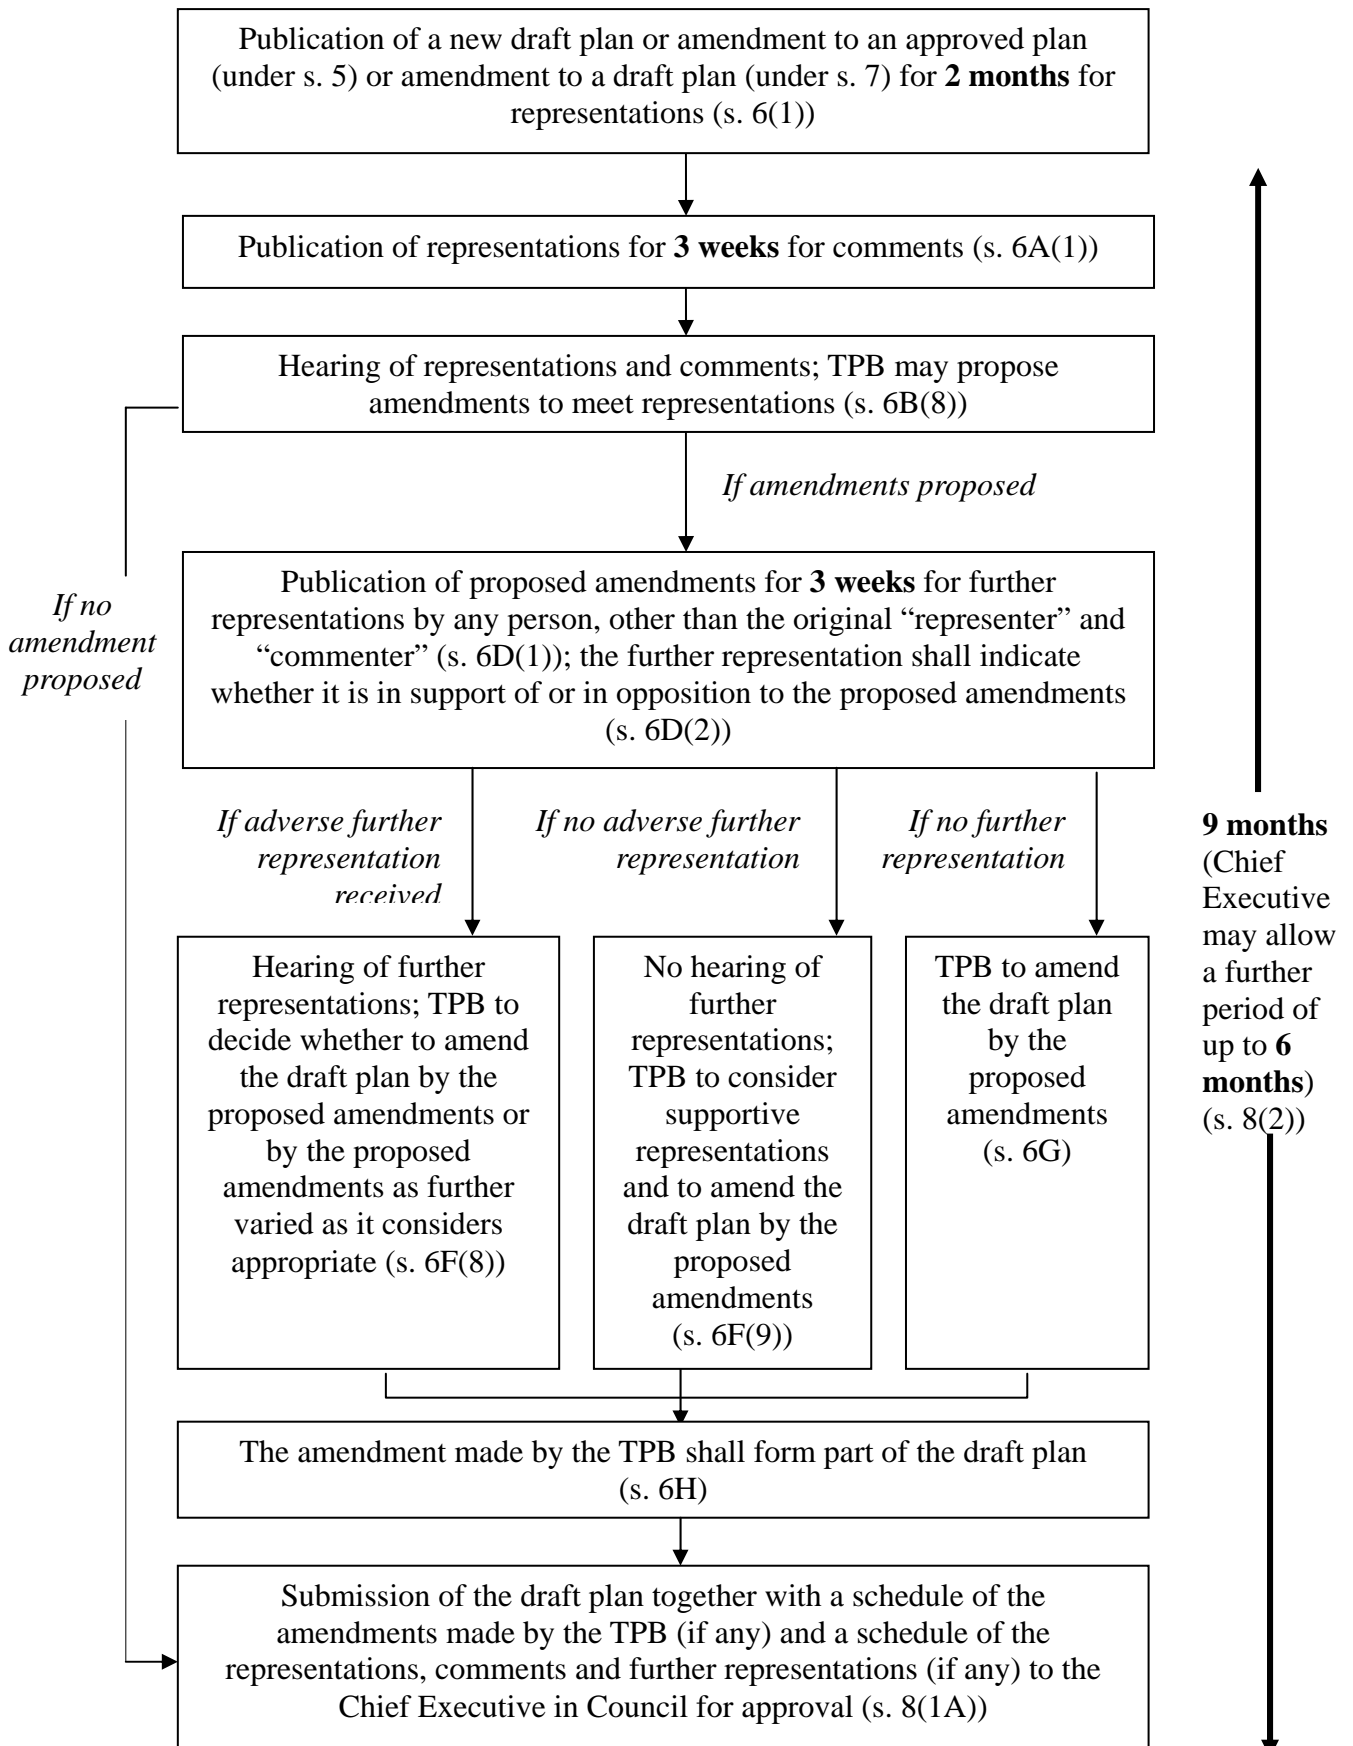 Publication of a new draft plan or amendment to an approved plan
(under s. 5) or amendment to a draft plan (under s. 7) for 2 months for
representations (s. 6(1))
Publication of representations for 3 weeks for comments (s. 6A(1))
Hearing of representations and comments; TPB may propose
amendments to meet representations (s. 6B(8))
If amendments proposed
If no
amendment
proposed
Publication of proposed amendments for 3 weeks for further
representations by any person, other than the original “representer” and
“commenter” (s. 6D(1)); the further representation shall indicate
whether it is in support of or in opposition to the proposed amendments
(s. 6D(2))
If adverse further
representation
received
If no adverse further
representation
If no further
representation
9 months
(Chief
Executive
may allow
a further
period of
up to 6
months)
(s. 8(2))
Hearing of further
representations; TPB to
decide whether to amend
the draft plan by the
proposed amendments or
by the proposed
amendments as further
varied as it considers
appropriate (s. 6F(8))
No hearing of
further
representations;
TPB to consider
supportive
representations
and to amend the
draft plan by the
proposed
amendments
(s. 6F(9))
TPB to amend
the draft plan
by the
proposed
amendments
(s. 6G)
The amendment made by the TPB shall form part of the draft plan
(s. 6H)
Submission of the draft plan together with a schedule of the
amendments made by the TPB (if any) and a schedule of the
representations, comments and further representations (if any) to the
Chief Executive in Council for approval (s. 8(1A))